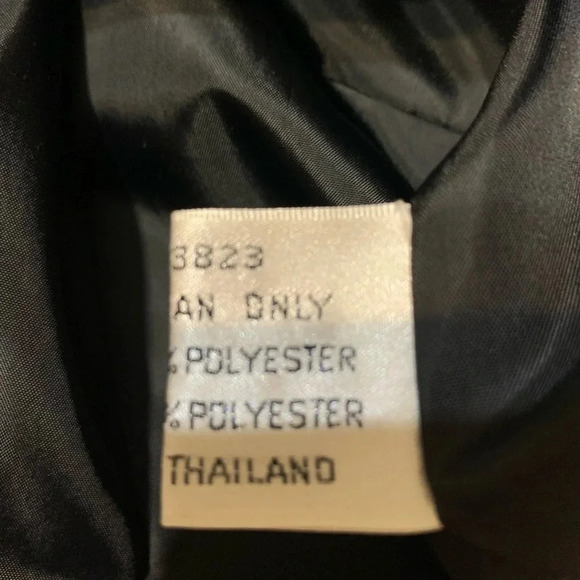 3823
AN ONLY
% POLYESTER
% POLYESTER
THAILAND